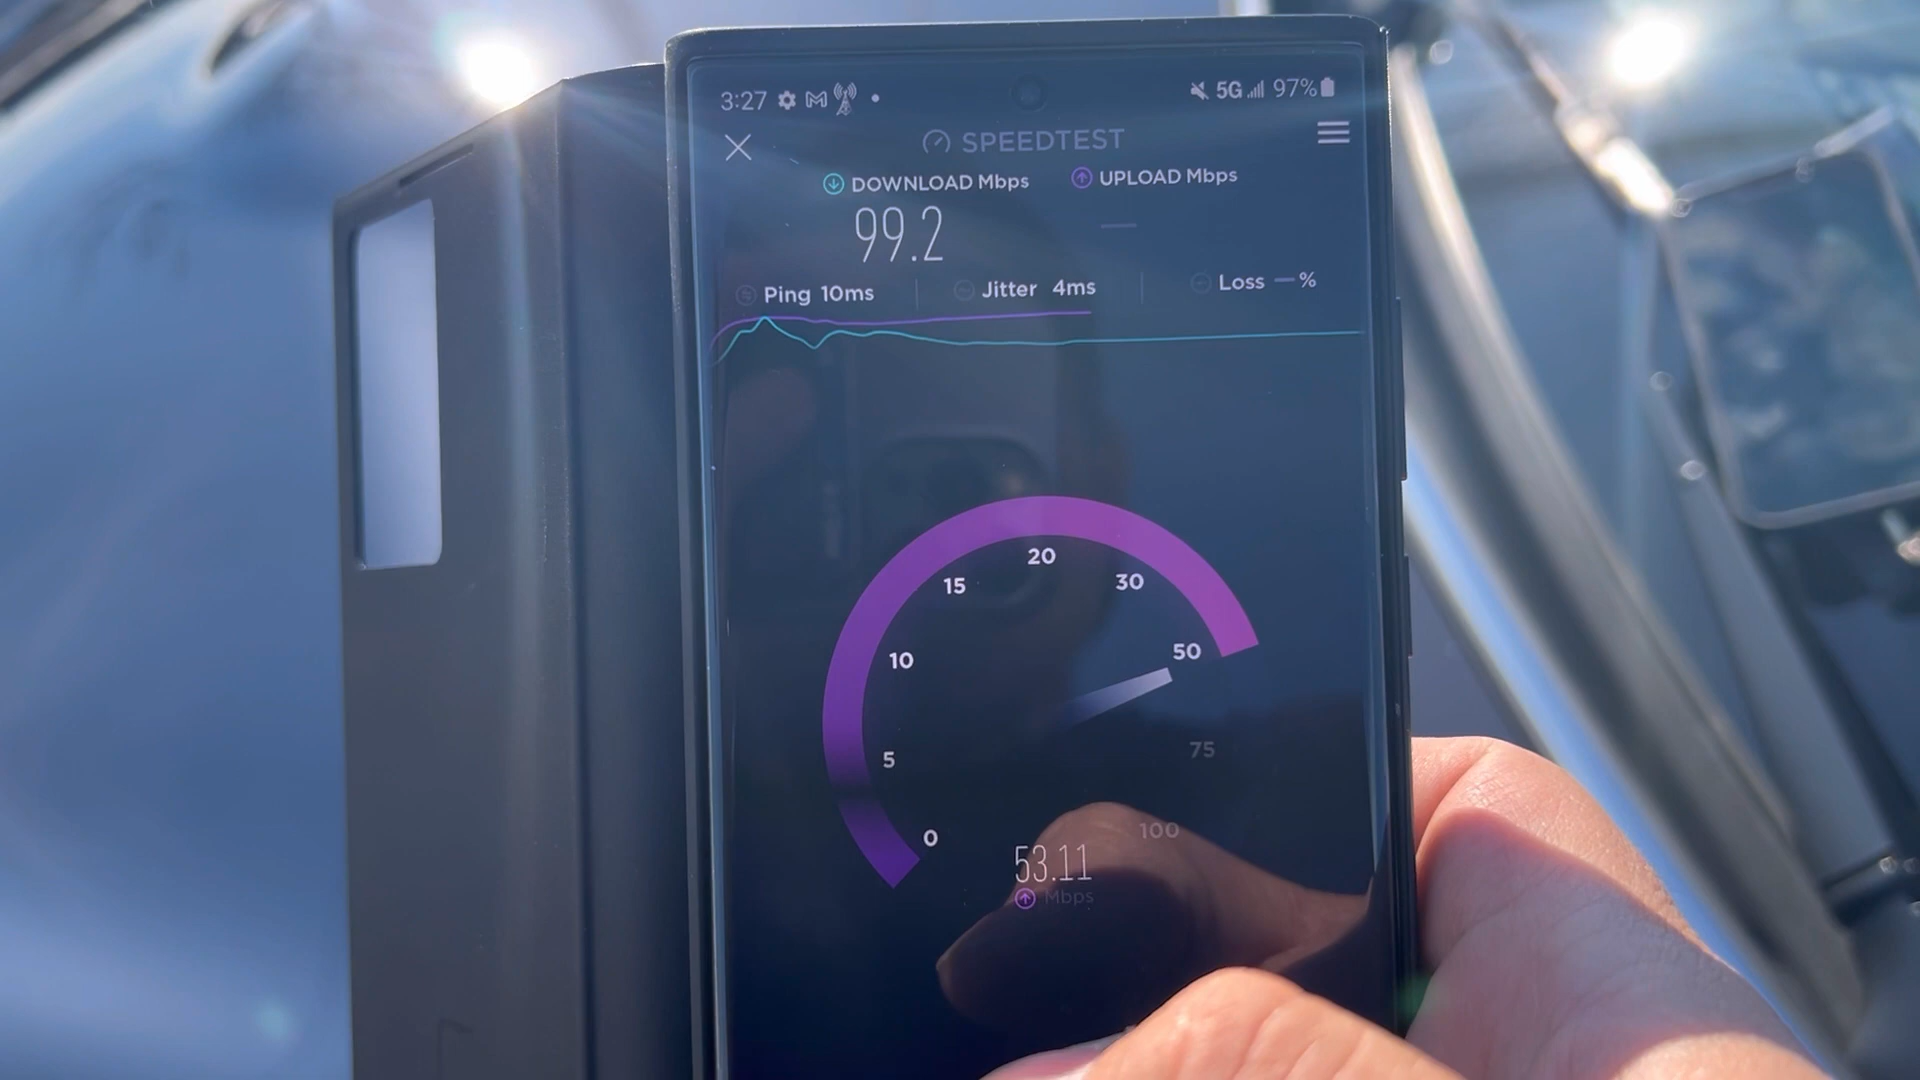 3:27 5G 97%
SPEEDTEST
DOWNLOAD Mbps UPLOAD Mbps
99.2 —
Ping 10ms Jitter 4ms Loss — %
20
15 30
10 50
5 75
0 100
53.11
Mbps